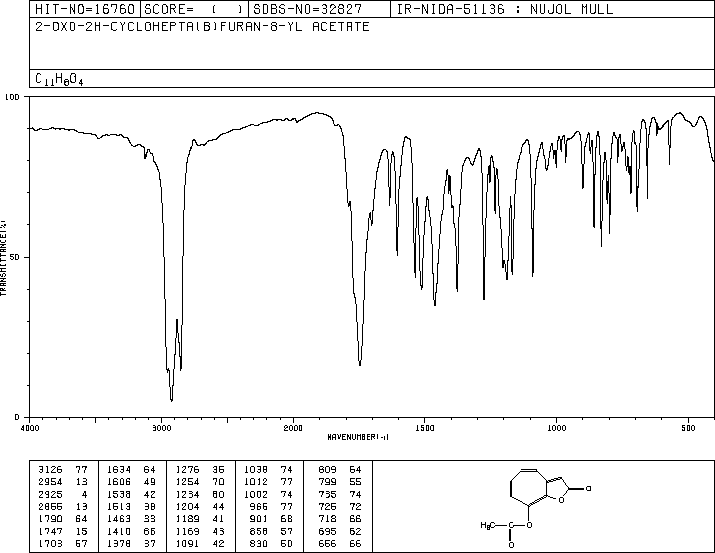 HIT-NO=16760 SCORE= ( ) SDBS-NO=32827 IR-NIDA-51136 : NUJOL MULL
2-OXO-2H-CYCLOHEPTA(B)FURAN-8-YL ACETATE
C11H8O4
100
50
0
TRANSMITTANCE(%)
4000 3000 2000 1500 1000 500
WAVENUMBER(-1)
3126 77 1634 64 1276 35 1038 74 809 64
2954 13 1606 49 1254 70 1012 77 799 55
2925 4 1538 42 1234 60 1002 74 735 74
2855 13 1513 38 1204 44 966 77 725 72
1790 64 1463 33 1189 41 901 68 718 66
1747 15 1410 66 1169 43 858 57 695 62
1703 57 1378 37 1091 42 830 50 656 66
O
O
H3C-C-O
O